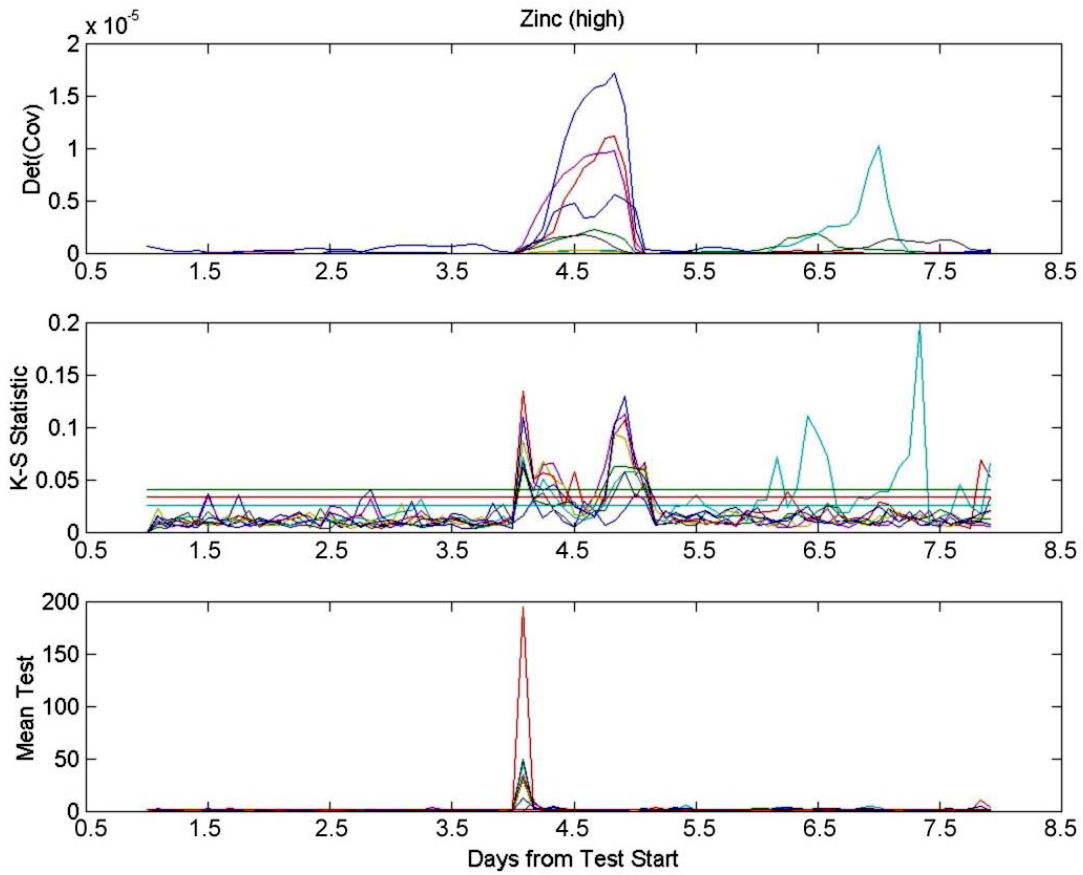 Zinc (high)
x 10^-5
2
1.5
1
0.5
0
Det(Cov)
0.5 1.5 2.5 3.5 4.5 5.5 6.5 7.5 8.5
0.2
0.15
0.1
0.05
0
K-S Statistic
0.5 1.5 2.5 3.5 4.5 5.5 6.5 7.5 8.5
200
150
100
50
0
Mean Test
0.5 1.5 2.5 3.5 4.5 5.5 6.5 7.5 8.5
Days from Test Start